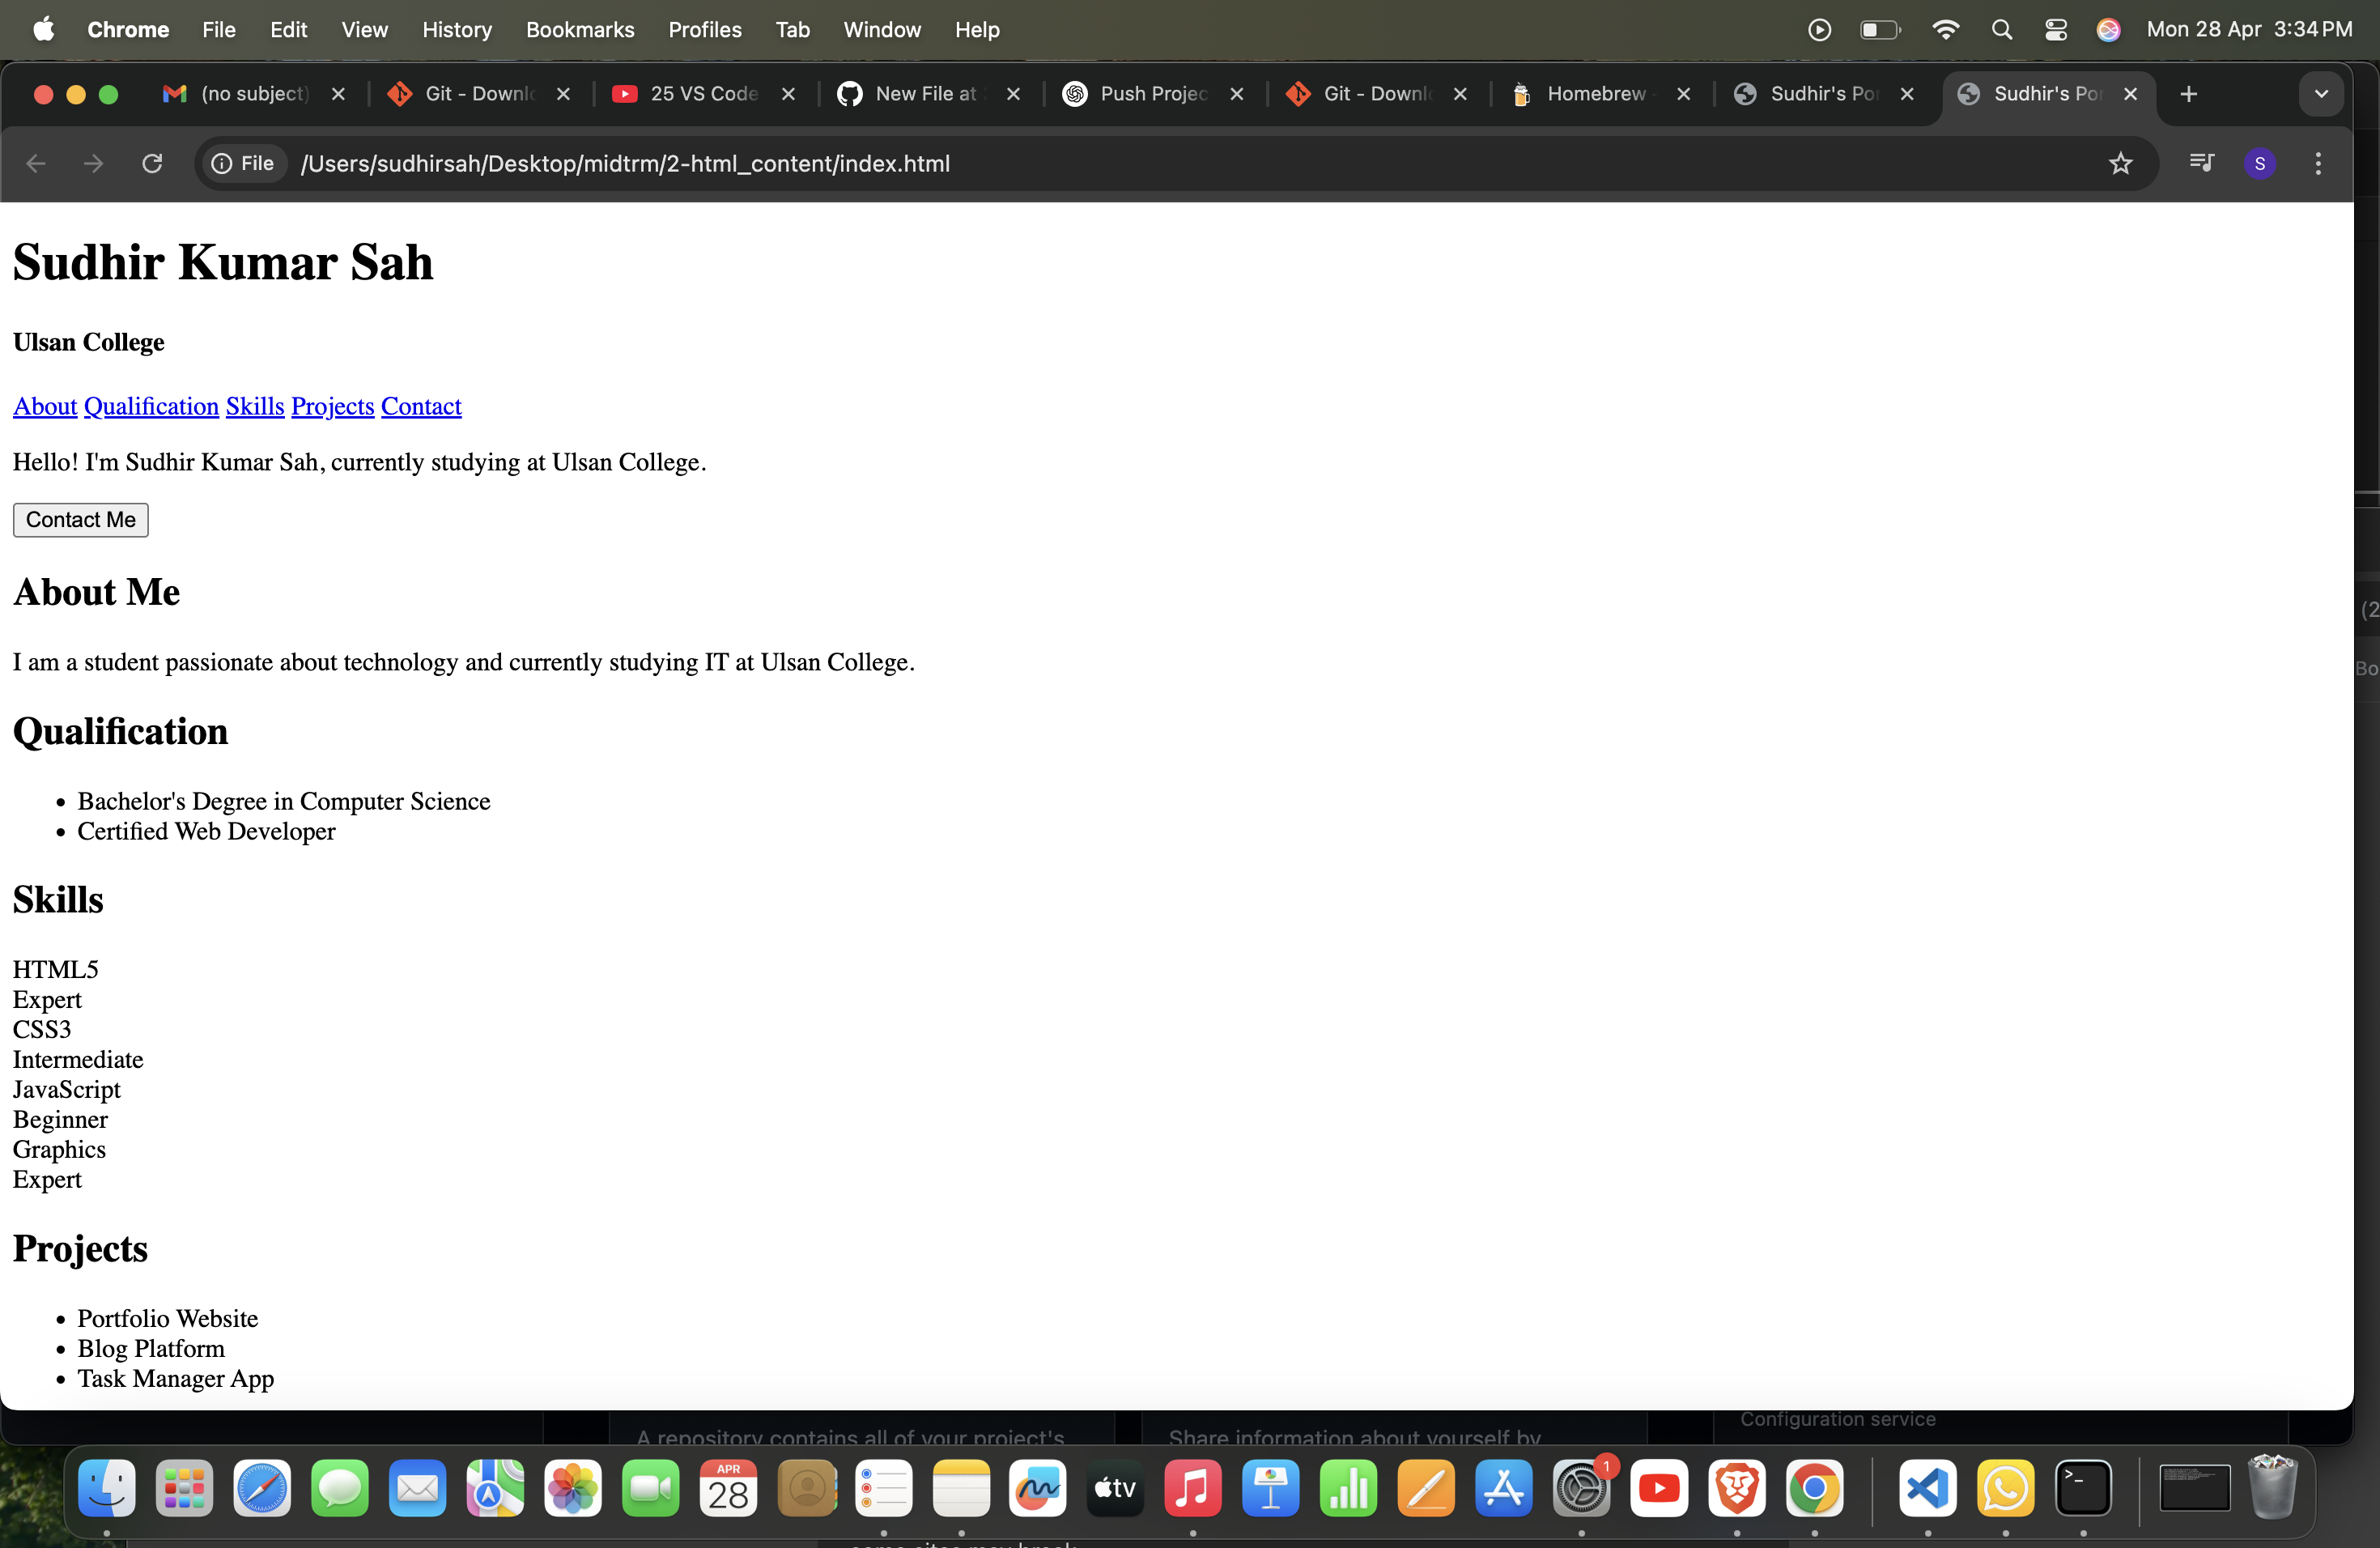 Chrome File Edit View History Bookmarks Profiles Tab Window Help Mon 28 Apr 3:34 PM
(no subject) Git - Downl 25 VS Code New File at Push Projec Git - Downl Homebrew Sudhir's Por Sudhir's Por
File /Users/sudhirsah/Desktop/midtrm/2-html_content/index.html S
Sudhir Kumar Sah
Ulsan College
About Qualification Skills Projects Contact
Hello! I'm Sudhir Kumar Sah, currently studying at Ulsan College.
Contact Me
About Me
I am a student passionate about technology and currently studying IT at Ulsan College.
Qualification
• Bachelor's Degree in Computer Science
• Certified Web Developer
Skills
HTML5
Expert
CSS3
Intermediate
JavaScript
Beginner
Graphics
Expert
Projects
• Portfolio Website
• Blog Platform
• Task Manager App
(2
Bo
Configuration service
A repository contains all of your project's Share information about yourself by
APR
28
tv
1
>_